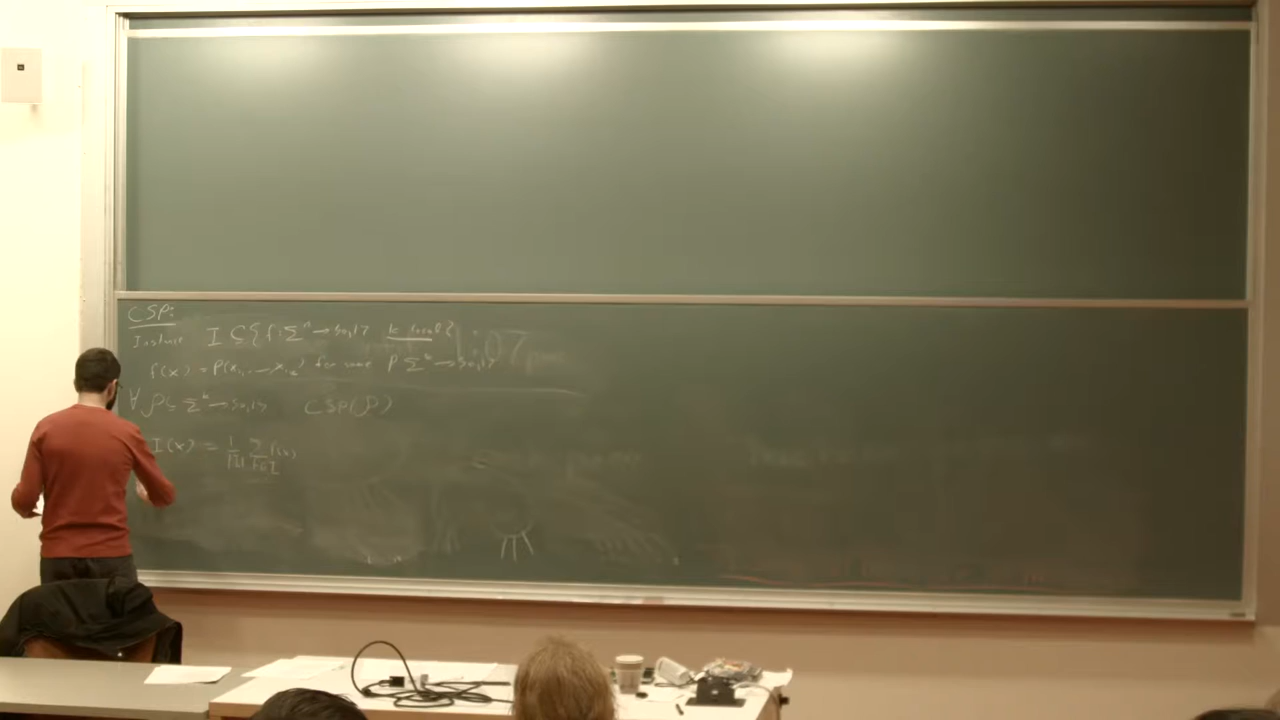 CSP:
Instance I ⊆ {f: Σⁿ → {0,1} k local}
f(x) = P(x_{i_1}, ..., x_{i_k}) for some P Σᵏ → {0,1}
∀ 𝒫 ⊆ Σᵏ → {0,1} CSP(𝒫)
I(x) = 1/|I| Σ_{f∈I} f(x)
:07